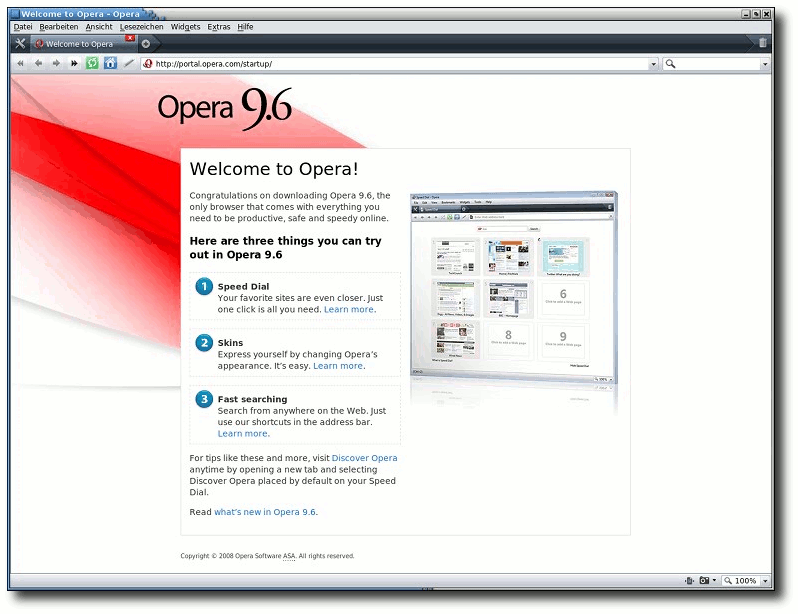 Welcome to Opera - Opera
Datei Bearbeiten Ansicht Lesezeichen Widgets Extras Hilfe
Welcome to Opera
http://portal.opera.com/startup/
Opera 9.6
Welcome to Opera!
Congratulations on downloading Opera 9.6, the
only browser that comes with everything you
need to be productive, safe and speedy online.
Here are three things you can try
out in Opera 9.6
1 Speed Dial
Your favorite sites are even closer. Just
one click is all you need. Learn more.
2 Skins
Express yourself by changing Opera's
appearance. It's easy. Learn more.
3 Fast searching
Search from anywhere on the Web. Just
use our shortcuts in the address bar.
Learn more.
For tips like these and more, visit Discover Opera
anytime by opening a new tab and selecting
Discover Opera placed by default on your Speed
Dial.
Read what's new in Opera 9.6.
6
8
9
Copyright © 2008 Opera Software ASA. All rights reserved.
100%